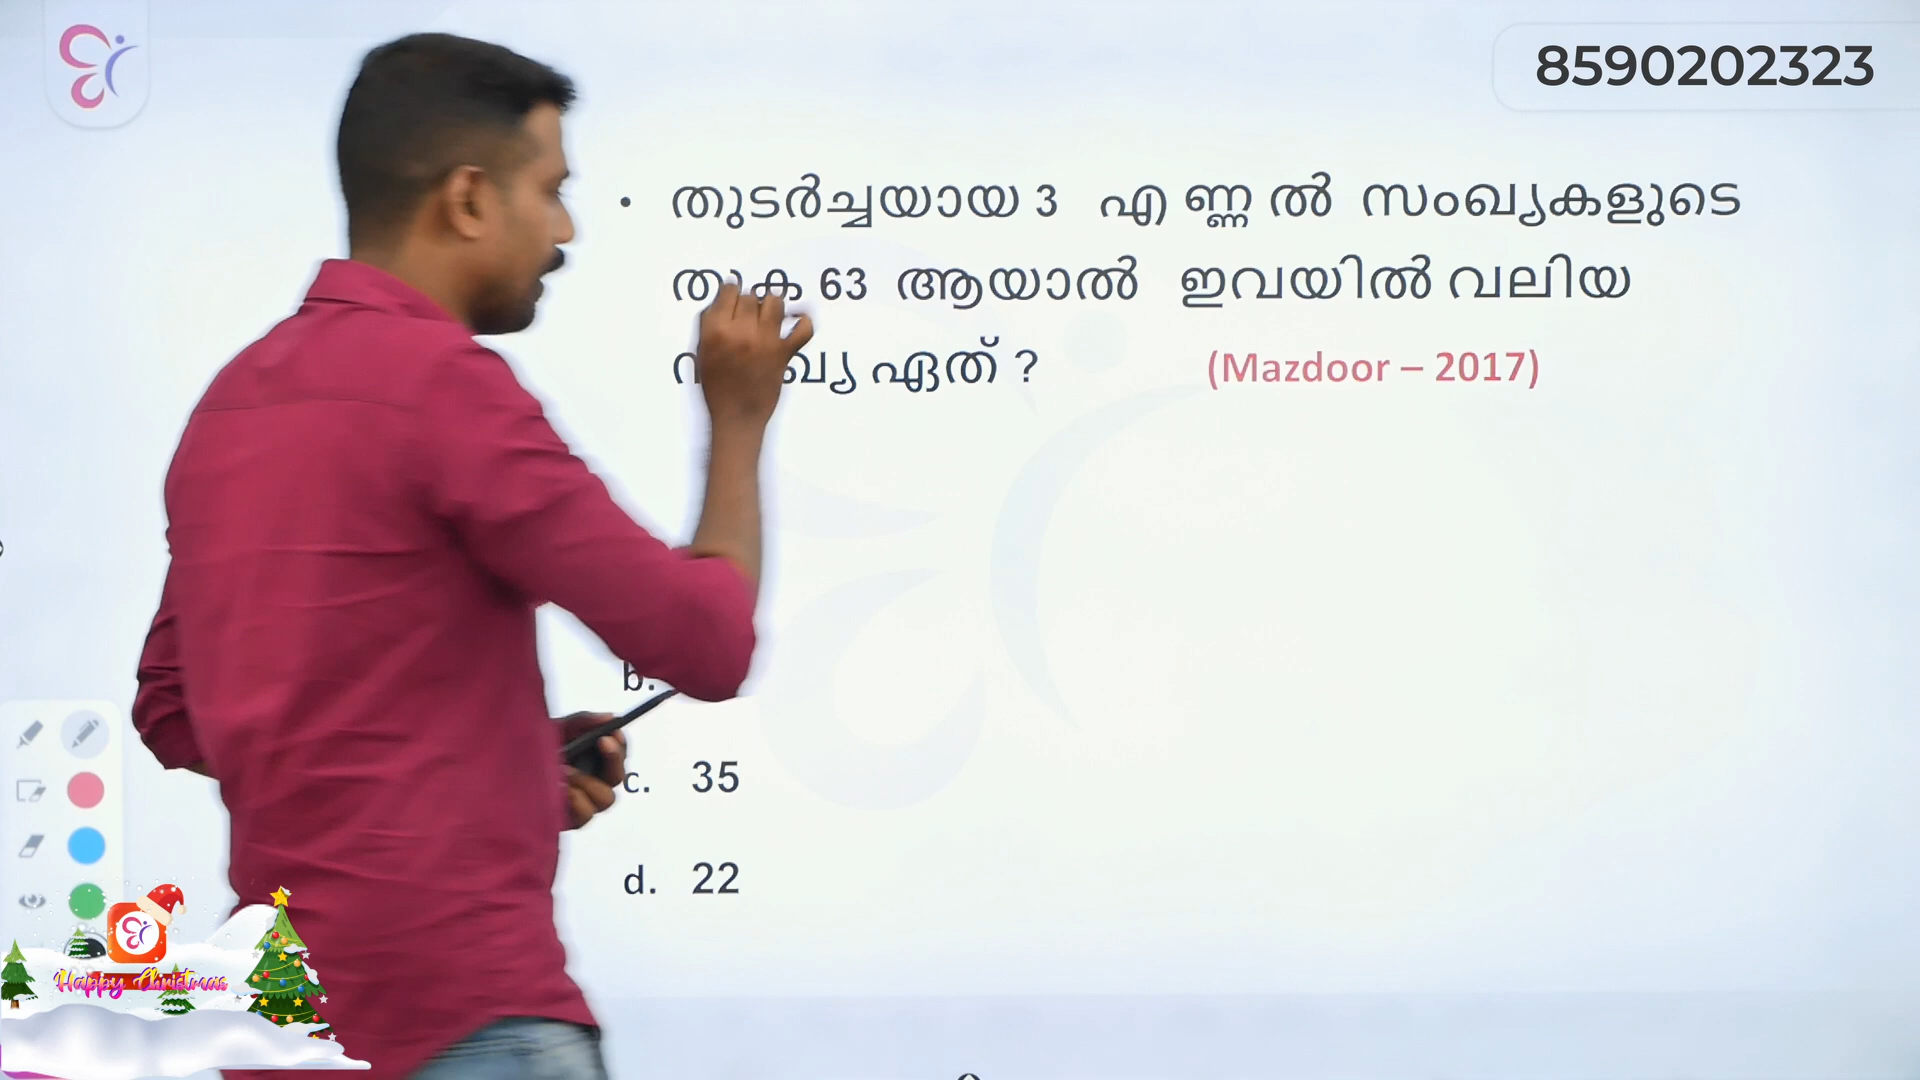 8590202323
• തുടർച്ചയായ 3 എ ണ്ണ ൽ സംഖ്യകളുടെ
തുക 63 ആയാൽ ഇവയിൽ വലിയ
ഏത് ? (Mazdoor – 2017)
b.
c. 35
d. 22
Happy Christmas